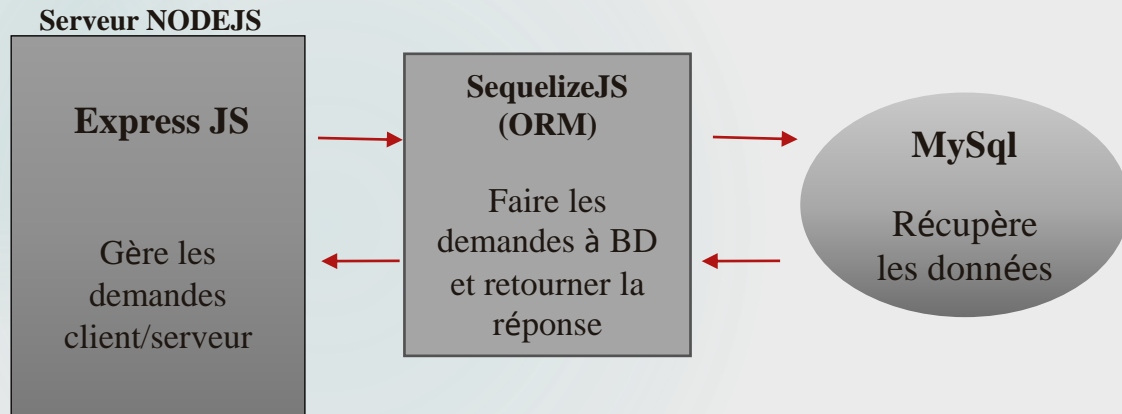 Serveur NODEJS
Express JS
Gère les
demandes
client/serveur
SequelizeJS
(ORM)
Faire les
demandes à BD
et retourner la
réponse
MySql
Récupère
les données